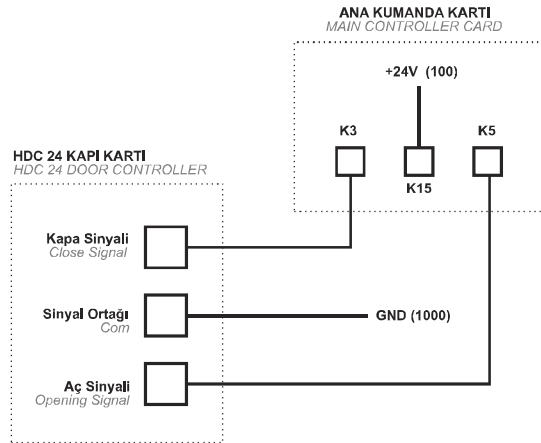 ANA KUMANDA KARTI
MAIN CONTROLLER CARD
+24V (100)
K3
K5
K15
HDC 24 KAPI KARTI
HDC 24 DOOR CONTROLLER
Kapa Sinyali
Close Signal
Sinyal Ortağı
Com
GND (1000)
Aç Sinyali
Opening Signal